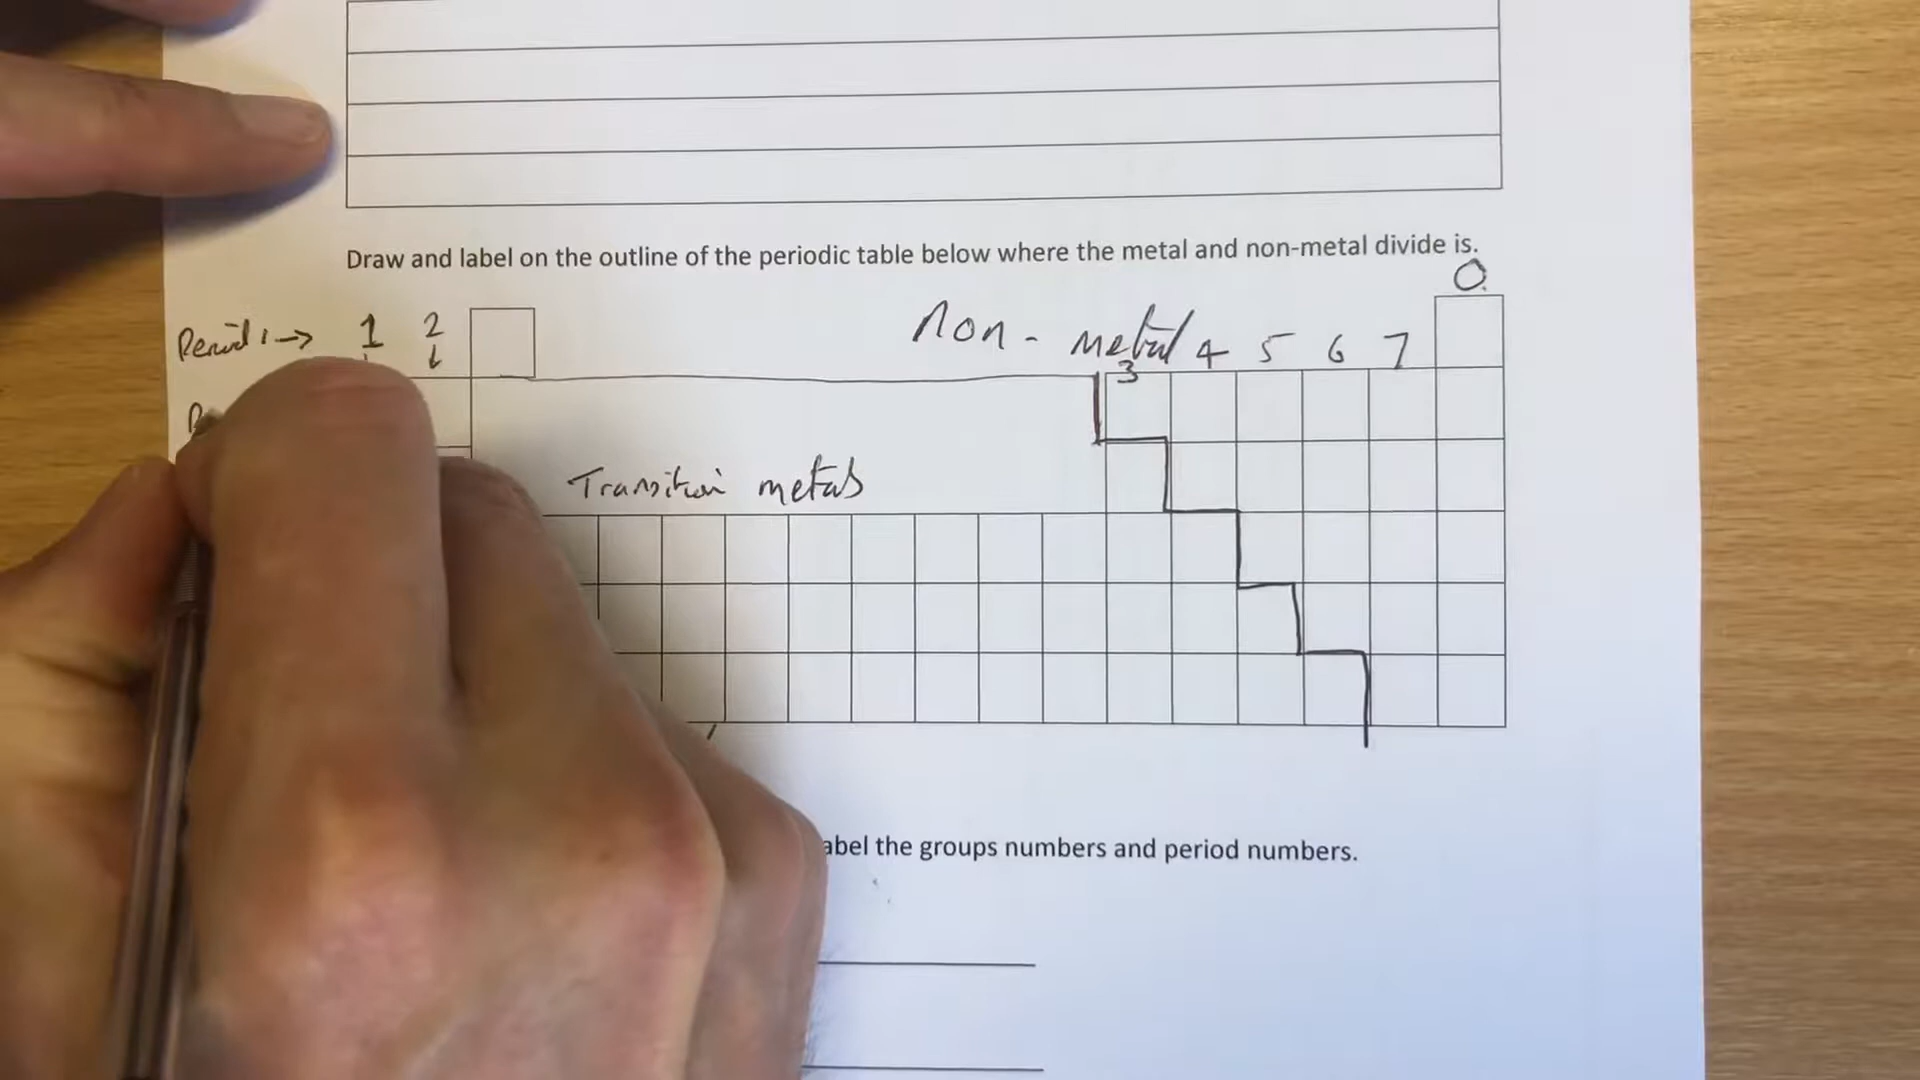 Draw and label on the outline of the periodic table below where the metal and non-metal divide is.
0
Period 1 → 1 2 Non - metal 4 5 6 7
3
Transition metals
abel the groups numbers and period numbers.